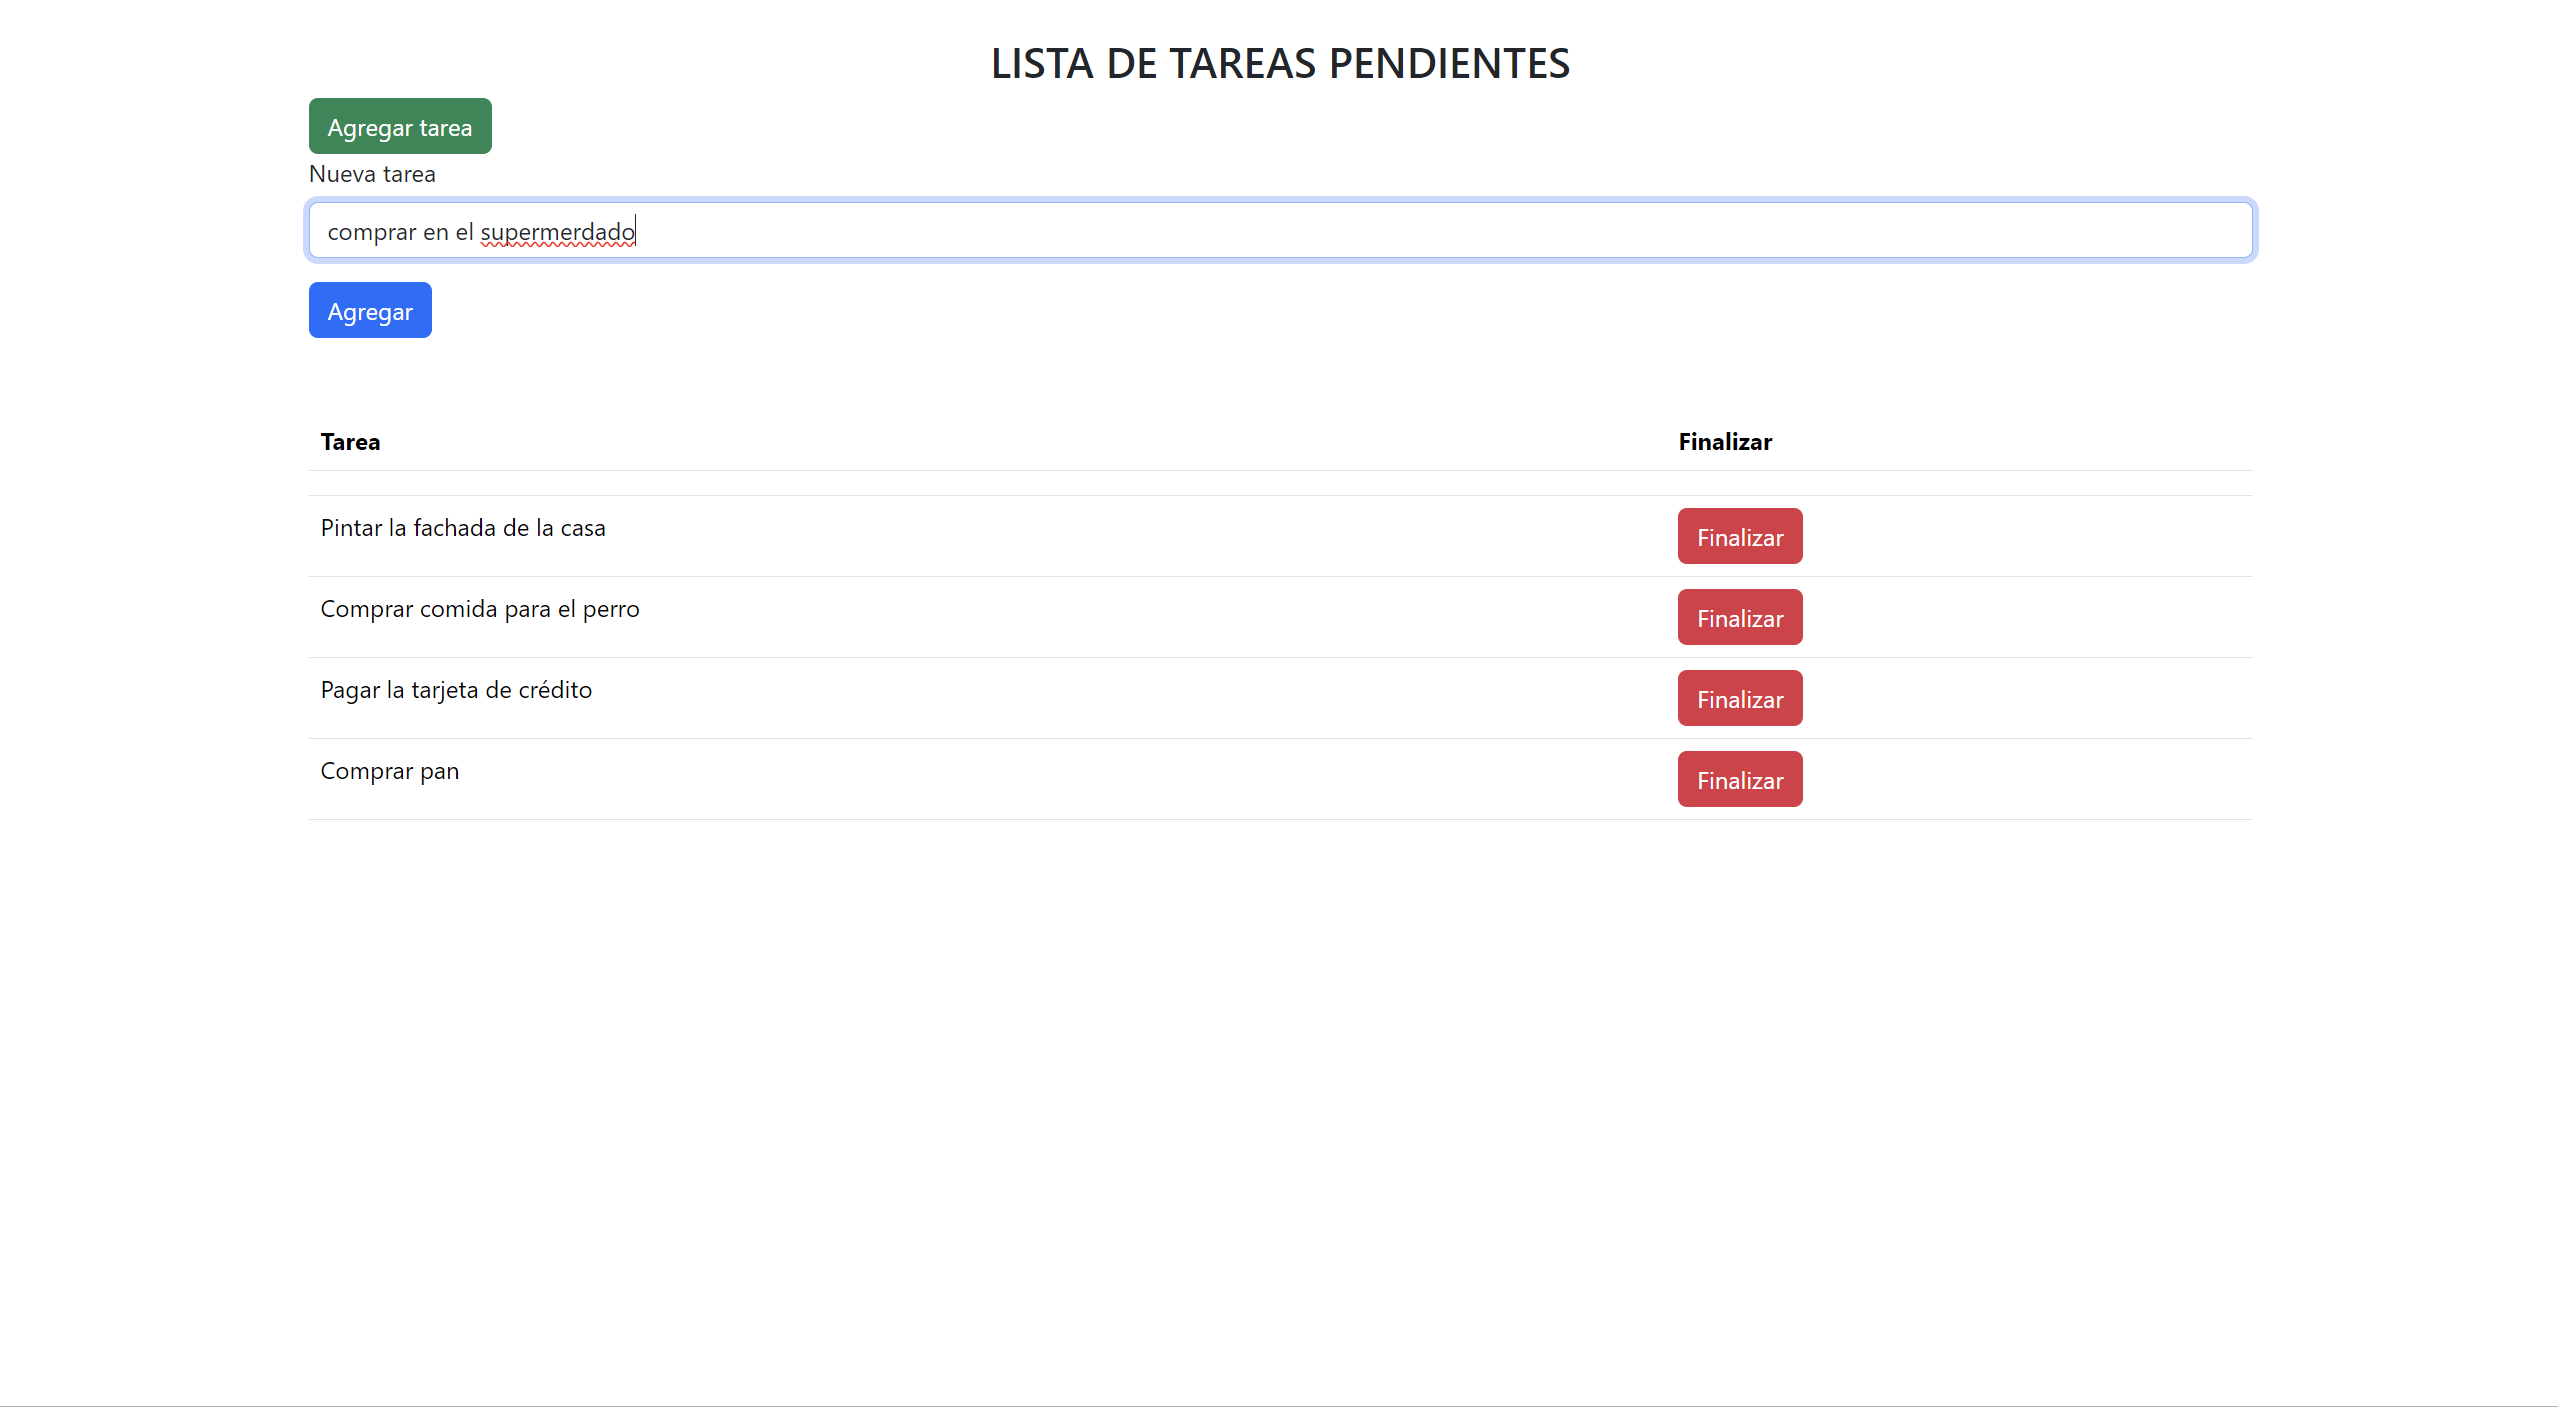 LISTA DE TAREAS PENDIENTES
Agregar tarea
Nueva tarea
comprar en el supermerdado
Agregar
Tarea Finalizar
Pintar la fachada de la casa Finalizar
Comprar comida para el perro Finalizar
Pagar la tarjeta de crédito Finalizar
Comprar pan Finalizar